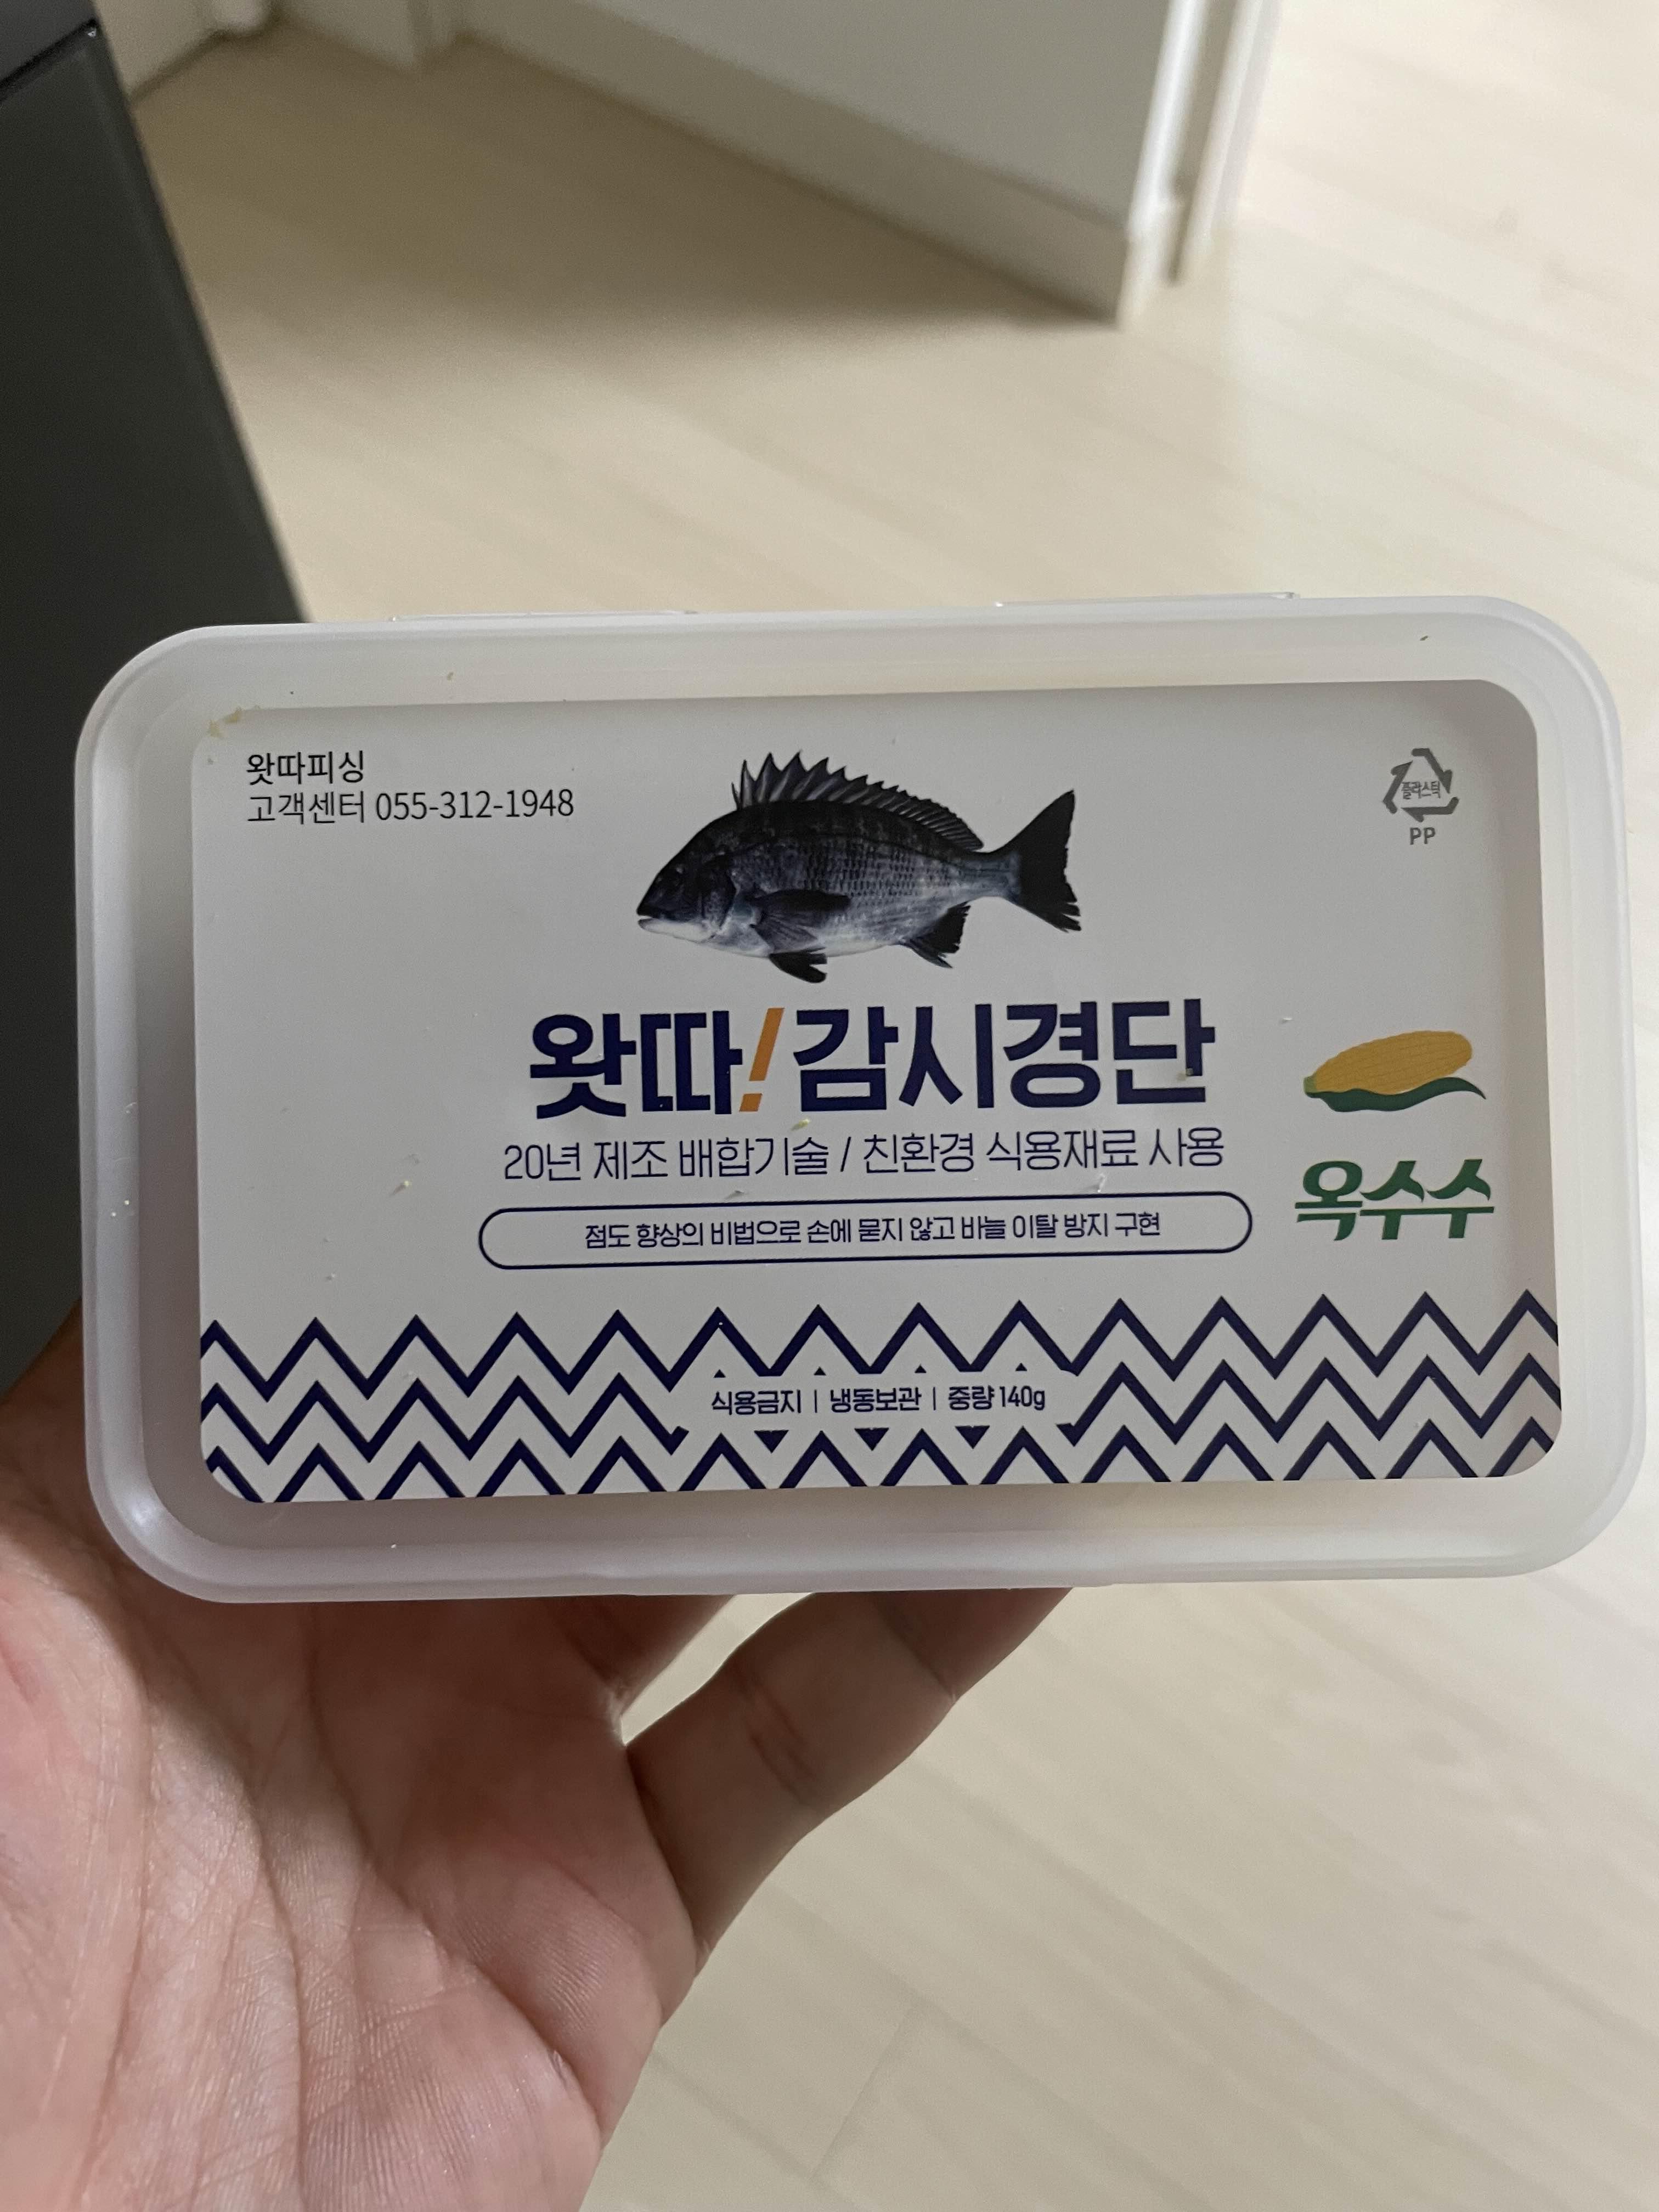 왓따피싱
고객센터 055-312-1948
플라스틱
PP
왓따!감시경단
20년 제조 배합기술 / 친환경 식용재료 사용
점도 향상의 비법으로 손에 묻지 않고 바늘 이탈 방지 구현
옥수수
식용금지 | 냉동보관 | 중량 140g